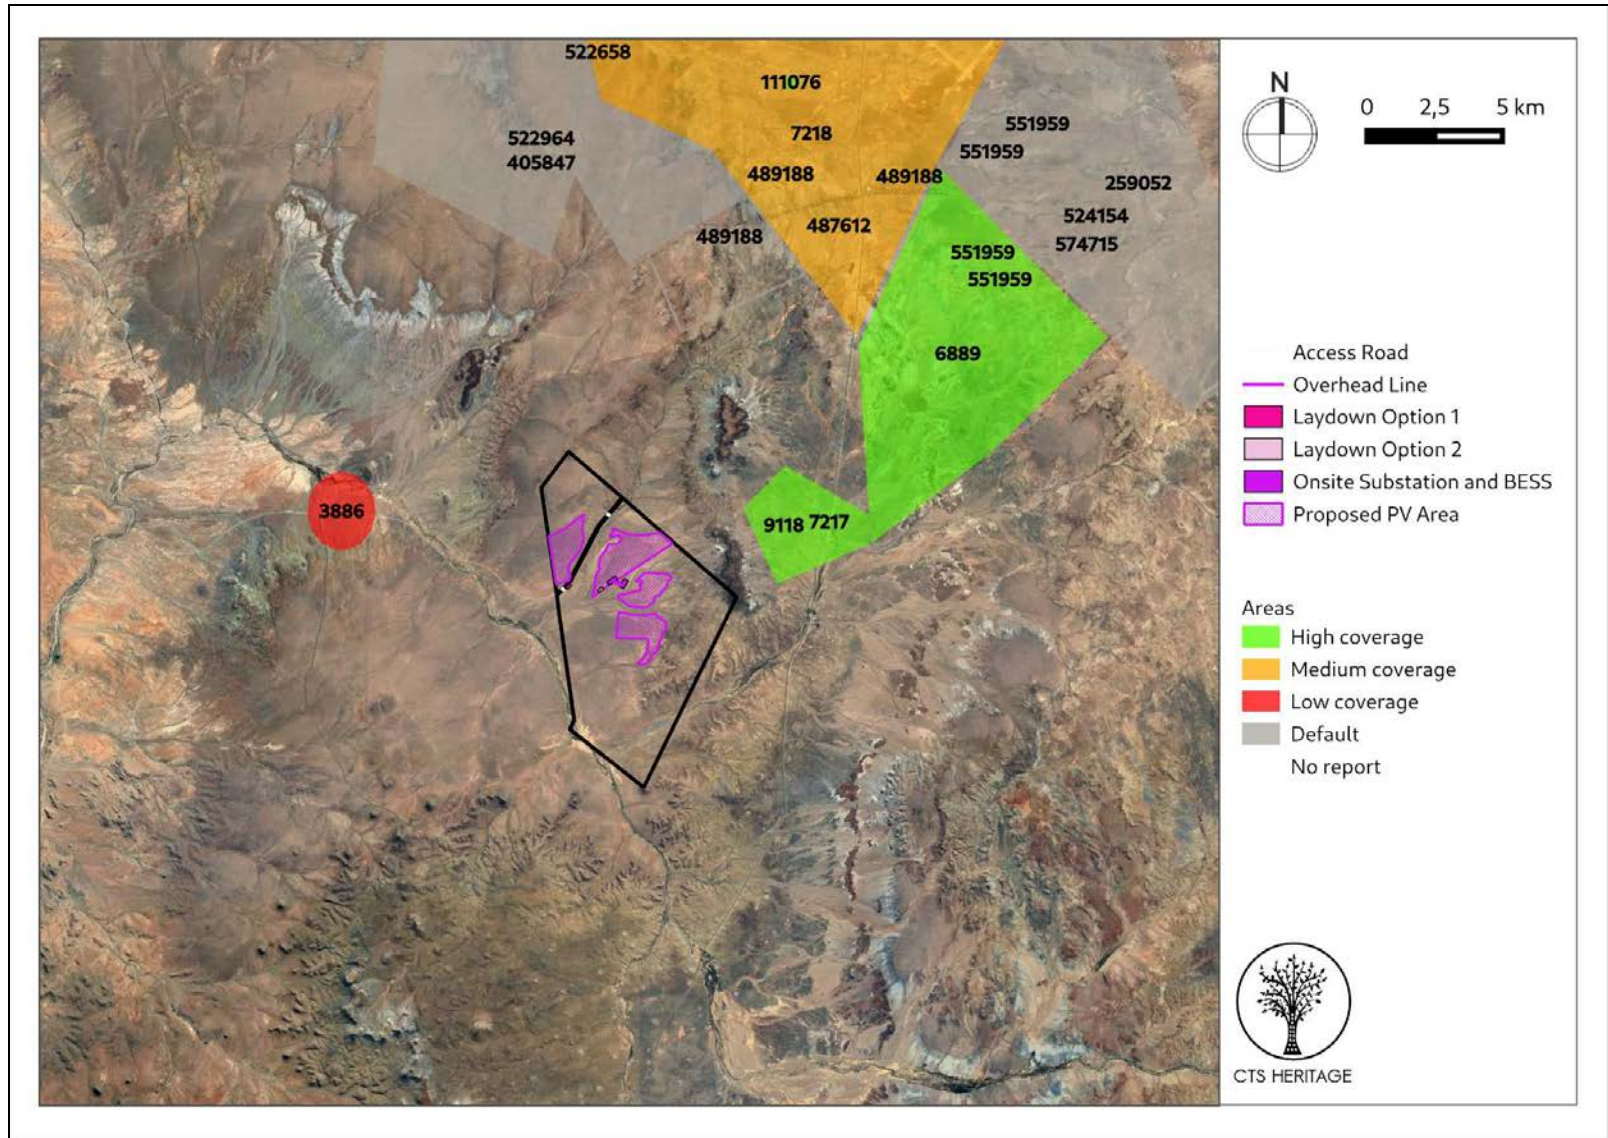 522658
111076
7218
522964
405847
489188
489188
551959
551959
259052
524154
574715
489188
487612
551959
551959
6889
3886
9118 7217
N
0 2,5 5 km
Access Road
Overhead Line
Laydown Option 1
Laydown Option 2
Onsite Substation and BESS
Proposed PV Area
Areas
High coverage
Medium coverage
Low coverage
Default
No report
CTS HERITAGE